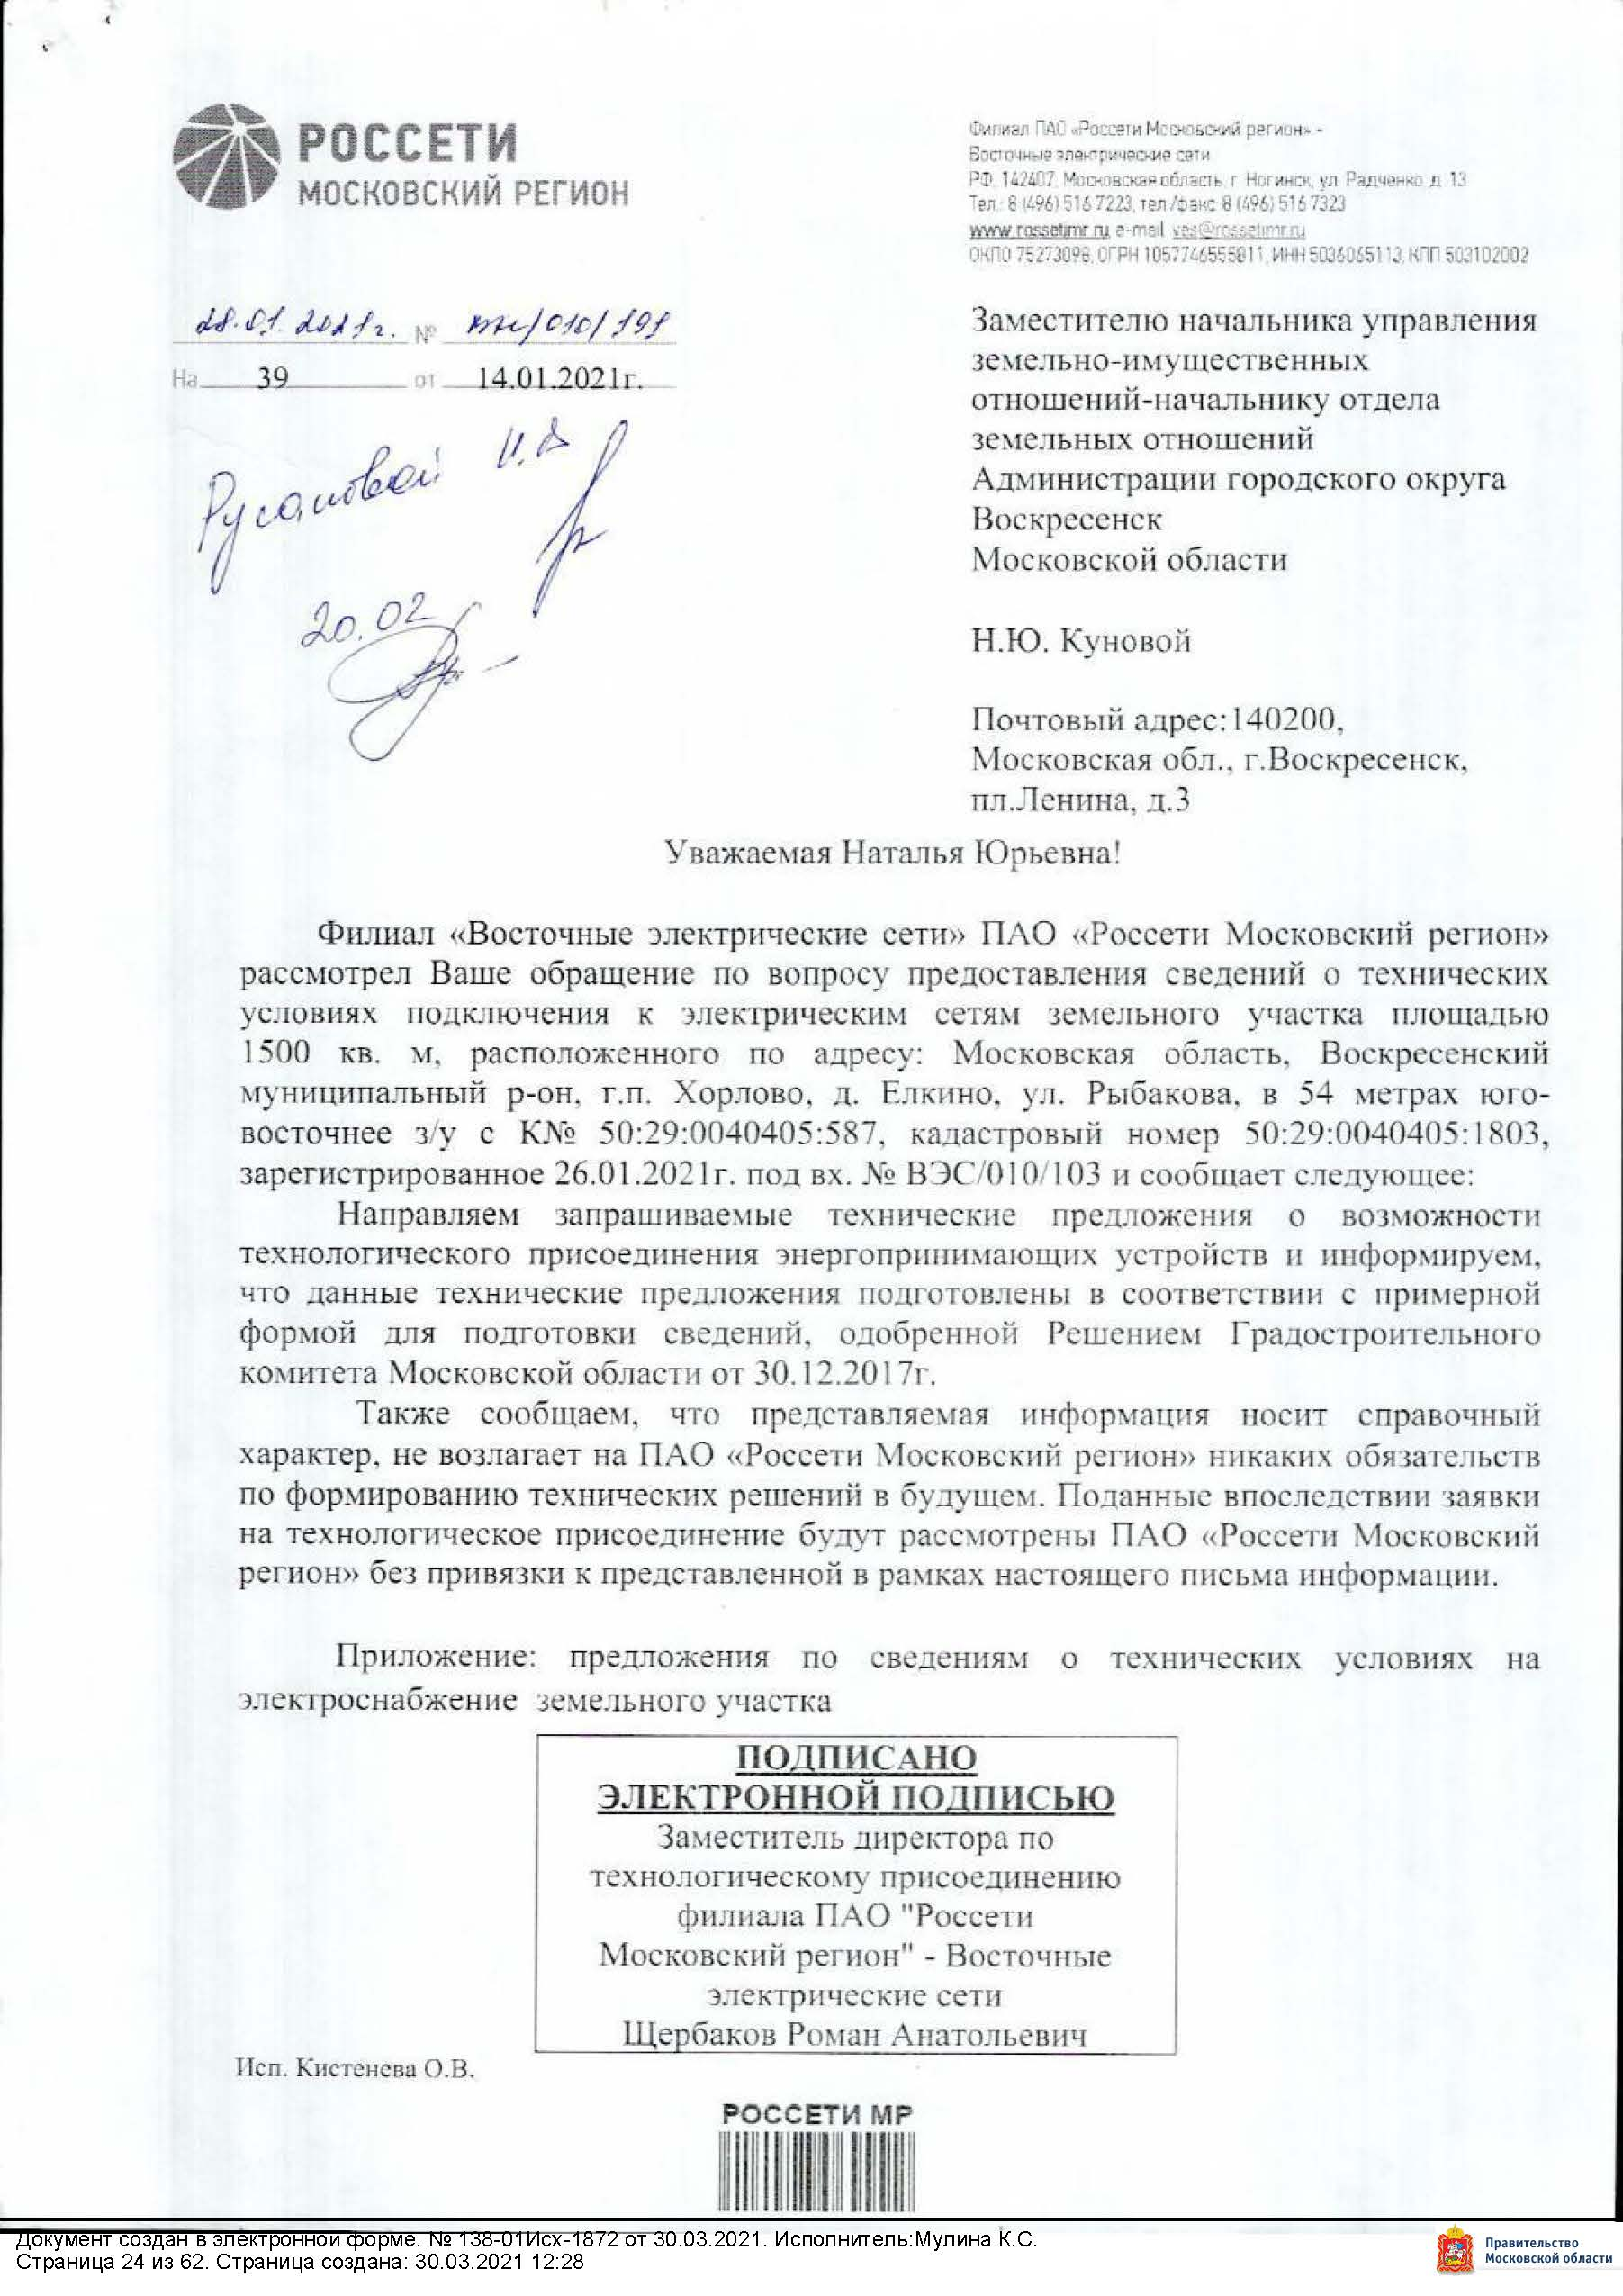 РОССЕТИ
МОСКОВСКИЙ РЕГИОН
Филиал ПАО «Россети Московский регион» -
Восточные электрические сети
РФ, 142407, Московская область, г. Ногинск, ул. Радченко д. 13
Тел.: 8 (496) 516 7223, тел./факс 8 (496) 516 7323
www.rossetimr.ru, e-mail ves@rossetimr.ru
ОКПО 75273098, ОГРН 1057746555811, ИНН 5036065113, КПП 503102002
28.01.2021г. № /010/191
На 39 от 14.01.2021г.
Русановой
20.02
Заместителю начальника управления
земельно-имущественных
отношений-начальнику отдела
земельных отношений
Администрации городского округа
Воскресенск
Московской области
Н.Ю. Куновой
Почтовый адрес:140200,
Московская обл., г.Воскресенск,
пл.Ленина, д.3
Уважаемая Наталья Юрьевна!
Филиал «Восточные электрические сети» ПАО «Россети Московский регион»
рассмотрел Ваше обращение по вопросу предоставления сведений о технических
условиях подключения к электрическим сетям земельного участка площадью
1500 кв. м, расположенного по адресу: Московская область, Воскресенский
муниципальный р-он, г.п. Хорлово, д. Елкино, ул. Рыбакова, в 54 метрах юго-
восточнее з/у с К№ 50:29:0040405:587, кадастровый номер 50:29:0040405:1803,
зарегистрированное 26.01.2021г. под вх. № ВЭС/010/103 и сообщает следующее:
Направляем запрашиваемые технические предложения о возможности
технологического присоединения энергопринимающих устройств и информируем,
что данные технические предложения подготовлены в соответствии с примерной
формой для подготовки сведений, одобренной Решением Градостроительного
комитета Московской области от 30.12.2017г.
Также сообщаем, что представляемая информация носит справочный
характер, не возлагает на ПАО «Россети Московский регион» никаких обязательств
по формированию технических решений в будущем. Поданные впоследствии заявки
на технологическое присоединение будут рассмотрены ПАО «Россети Московский
регион» без привязки к представленной в рамках настоящего письма информации.
Приложение: предложения по сведениям о технических условиях на
электроснабжение земельного участка
ПОДПИСАНО
ЭЛЕКТРОННОЙ ПОДПИСЬЮ
Заместитель директора по
технологическому присоединению
филиала ПАО "Россети
Московский регион" - Восточные
электрические сети
Щербаков Роман Анатольевич
Исп. Кистенева О.В.
РОССЕТИ МР
Документ создан в электронной форме. № 138-01Исх-1872 от 30.03.2021. Исполнитель:Мулина К.С.
Страница 24 из 62. Страница создана: 30.03.2021 12:28
Правительство
Московской области